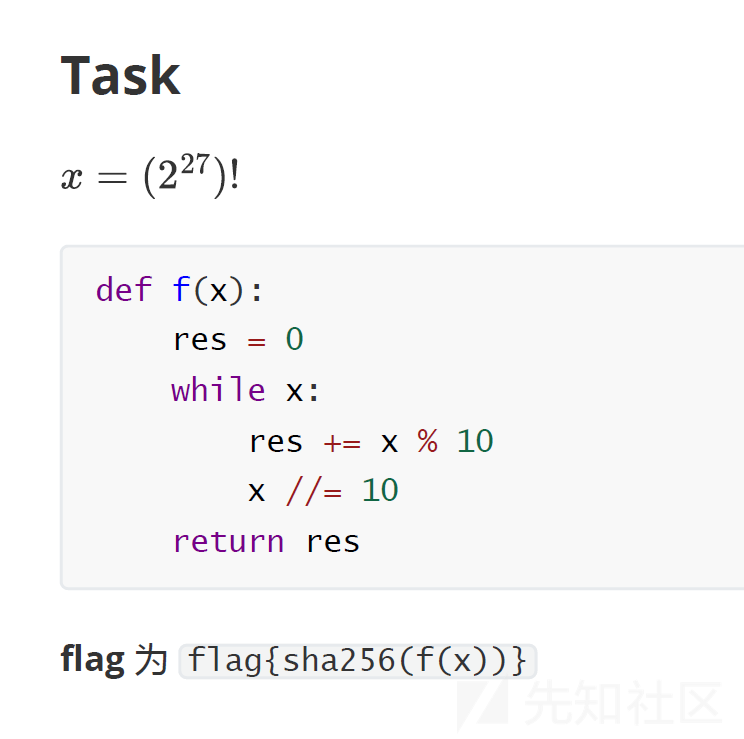 Task
x = (2^27)!
def f(x):
    res = 0
    while x:
        res += x % 10
        x //= 10
    return res
flag 为 flag{sha256(f(x))}
先知社区